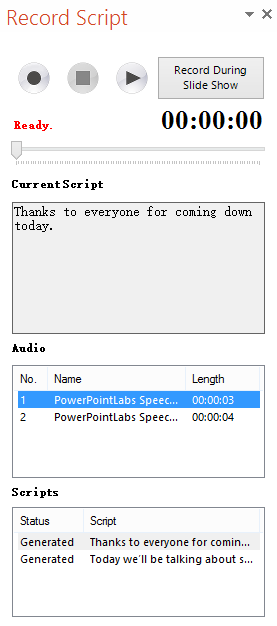 Record Script
Record During
Slide Show
Ready.
00:00:00
Current Script
Thanks to everyone for coming down
today.
Audio
No. Name Length
1 PowerPointLabs Speec... 00:00:03
2 PowerPointLabs Speec... 00:00:04
Scripts
Status Script
Generated Thanks to everyone for comin...
Generated Today we'll be talking about s...